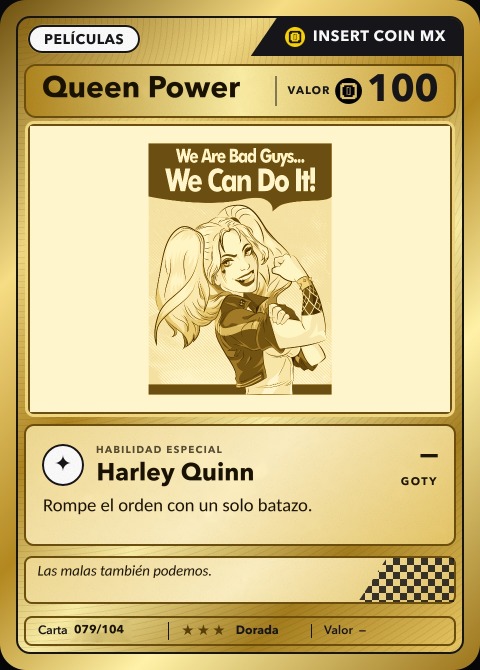 PELÍCULAS
INSERT COIN MX
Queen Power
VALOR 100
We Are Bad Guys...
We Can Do It!
HABILIDAD ESPECIAL
Harley Quinn
–
GOTY
Rompe el orden con un solo batazo.
Las malas también podemos.
Carta 079/104 ★ ★ ★ Dorada Valor –